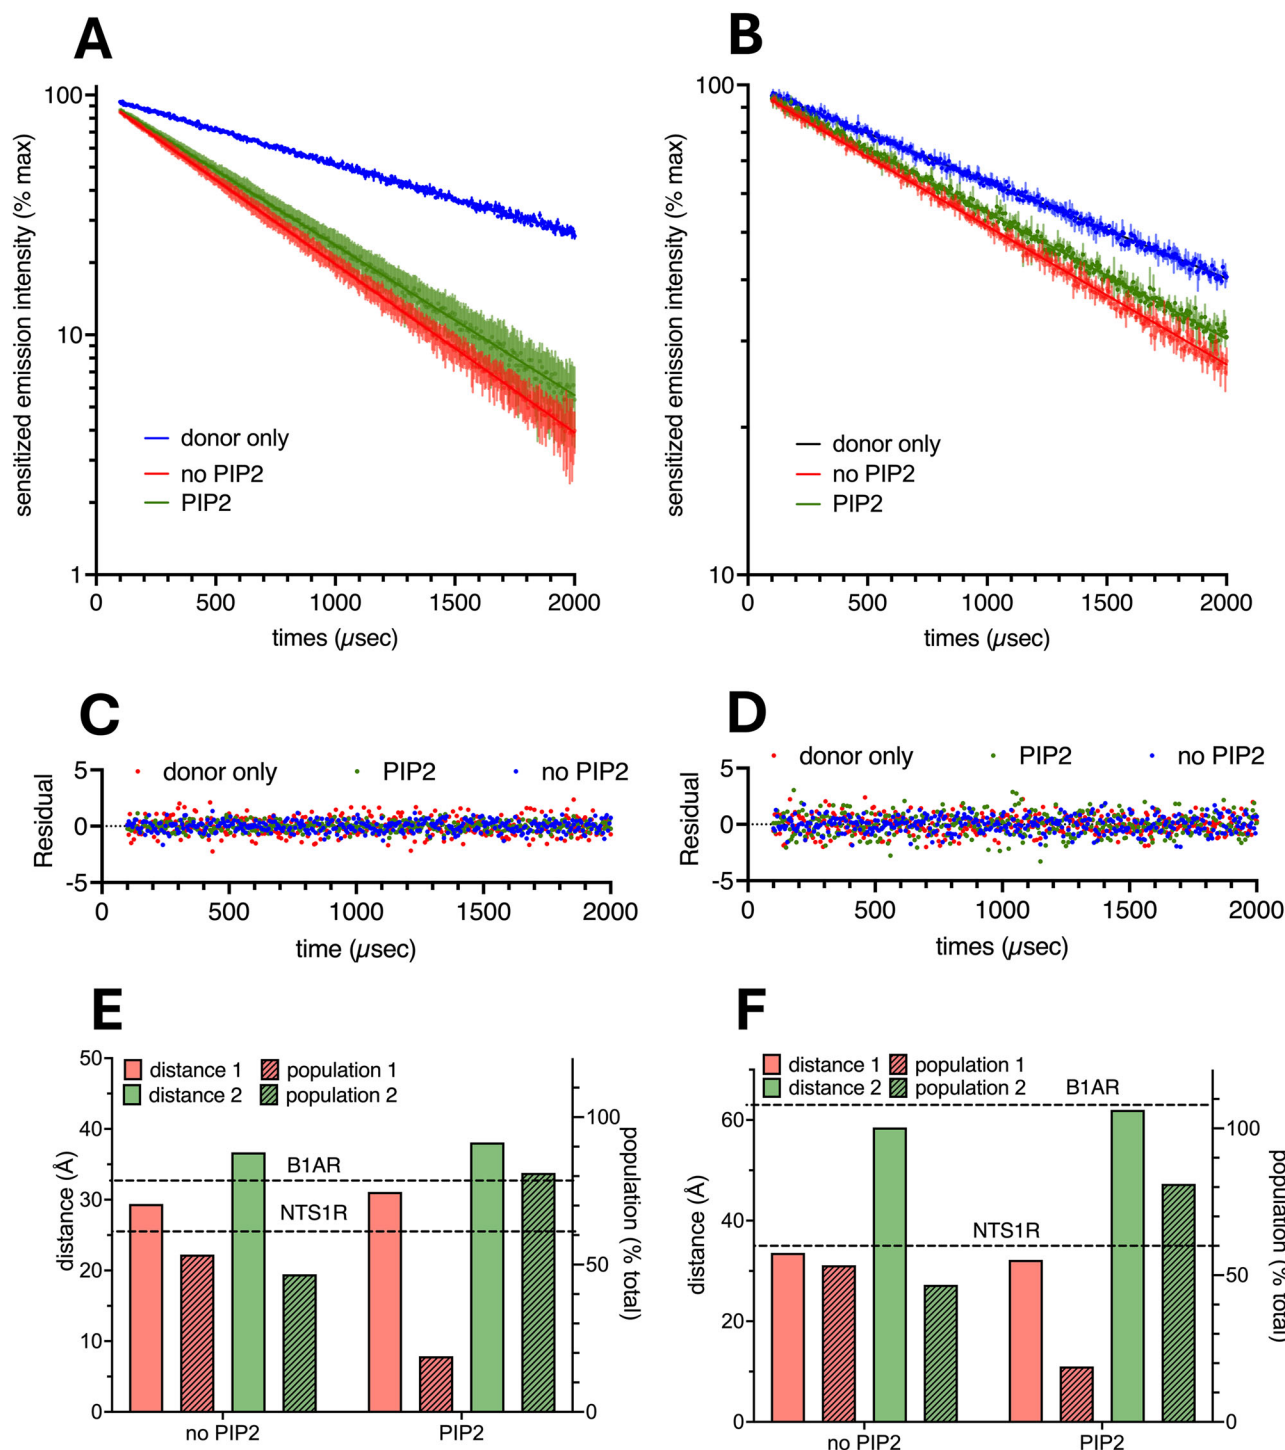 A
sensitized emission intensity (% max)
100
10
1
donor only
no PIP2
PIP2
0 500 1000 1500 2000
times (µsec)
B
sensitized emission intensity (% max)
100
10
donor only
no PIP2
PIP2
0 500 1000 1500 2000
times (µsec)
C
donor only PIP2 no PIP2
Residual
5
0
-5
0 500 1000 1500 2000
time (µsec)
D
donor only PIP2 no PIP2
Residual
5
0
-5
0 500 1000 1500 2000
times (µsec)
E
distance 1 population 1
distance 2 population 2
distance (Å)
50
40
30
20
10
0
B1AR
NTS1R
population (% total)
100
50
0
no PIP2 PIP2
F
distance 1 population 1
distance 2 population 2
distance (Å)
60
40
20
0
B1AR
NTS1R
population (% total)
100
50
0
no PIP2 PIP2